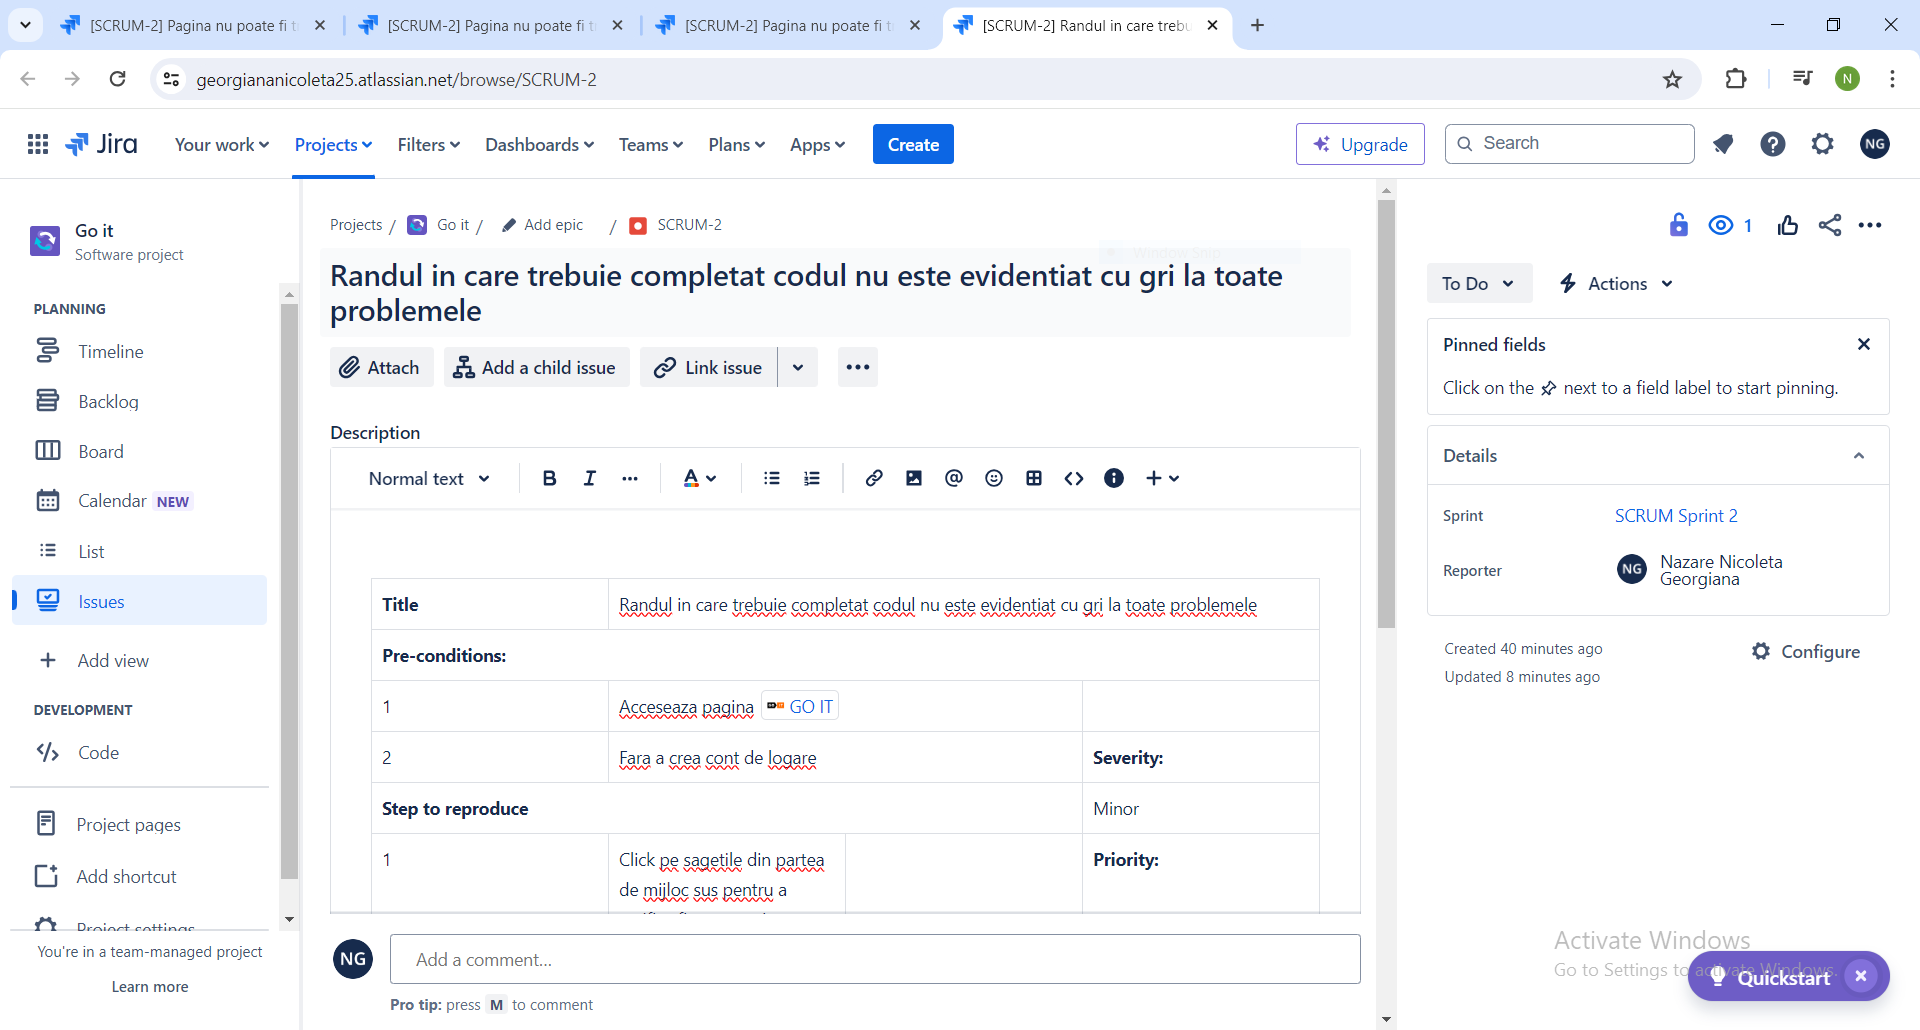 [SCRUM-2] Pagina nu poate fi
[SCRUM-2] Pagina nu poate fi
[SCRUM-2] Pagina nu poate fi
[SCRUM-2] Randul in care trebu
georgiananicoleta25.atlassian.net/browse/SCRUM-2
N
Jira
Your work
Projects
Filters
Dashboards
Teams
Plans
Apps
Create
Upgrade
Search
NG
Go it
Software project
PLANNING
Timeline
Backlog
Board
Calendar NEW
List
Issues
Add view
DEVELOPMENT
Code
Project pages
Add shortcut
Project settings
You're in a team-managed project
Learn more
Projects / Go it / Add epic / SCRUM-2
Window Snip
Randul in care trebuie completat codul nu este evidentiat cu gri la toate
problemele
Attach
Add a child issue
Link issue
Description
Normal text
B I A
Title
Randul in care trebuie completat codul nu este evidentiat cu gri la toate problemele
Pre-conditions:
1
Acceseaza pagina GO IT
2
Fara a crea cont de logare
Severity:
Step to reproduce
Minor
1
Click pe sagetile din partea
de mijloc sus pentru a
Priority:
NG
Add a comment...
Pro tip: press M to comment
1
To Do
Actions
Pinned fields
Click on the next to a field label to start pinning.
Details
Sprint
SCRUM Sprint 2
Reporter
NG
Nazare Nicoleta
Georgiana
Created 40 minutes ago
Updated 8 minutes ago
Configure
Activate Windows
Go to Settings to activate Windows.
Quickstart